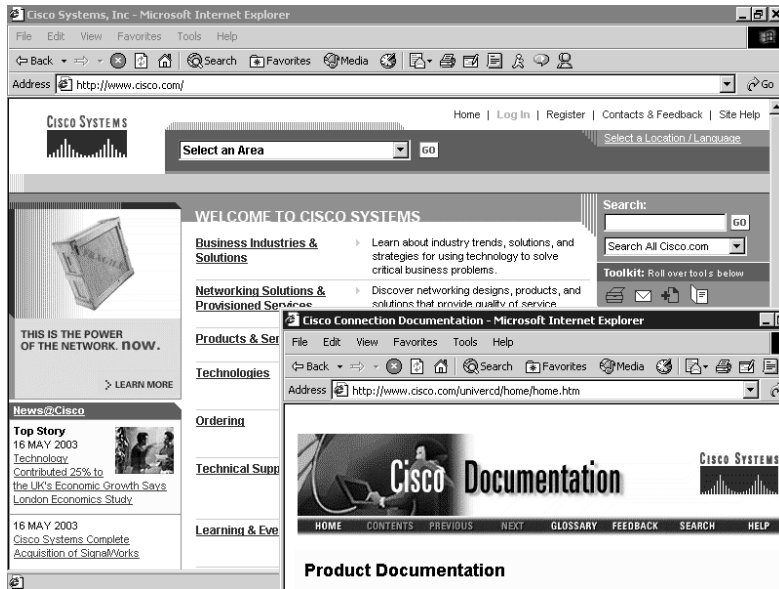 Cisco Systems, Inc - Microsoft Internet Explorer
File Edit View Favorites Tools Help
Back Search Favorites Media
Address http://www.cisco.com/ Go
CISCO SYSTEMS
Home | Log In | Register | Contacts & Feedback | Site Help
Select a Location / Language
Select an Area GO
WELCOME TO CISCO SYSTEMS
Search:
GO
Search All Cisco.com
Toolkit: Roll over tools below
Business Industries &
Solutions
Learn about industry trends, solutions, and
strategies for using technology to solve
critical business problems.
Networking Solutions &
Provisioned Services
Discover networking designs, products, and
solutions that provide quality of service
Products & Ser
Technologies
Ordering
Technical Supp
Learning & Eve
THIS IS THE POWER
OF THE NETWORK. now.
LEARN MORE
News@Cisco
Top Story
16 MAY 2003
Technology
Contributed 25% to
the UK's Economic Growth Says
London Economics Study
16 MAY 2003
Cisco Systems Complete
Acquisition of SignalWorks
Cisco Connection Documentation - Microsoft Internet Explorer
File Edit View Favorites Tools Help
Back Search Favorites Media
Address http://www.cisco.com/univercd/home/home.htm
Cisco Documentation
CISCO SYSTEMS
HOME CONTENTS PREVIOUS NEXT GLOSSARY FEEDBACK SEARCH HELP
Product Documentation